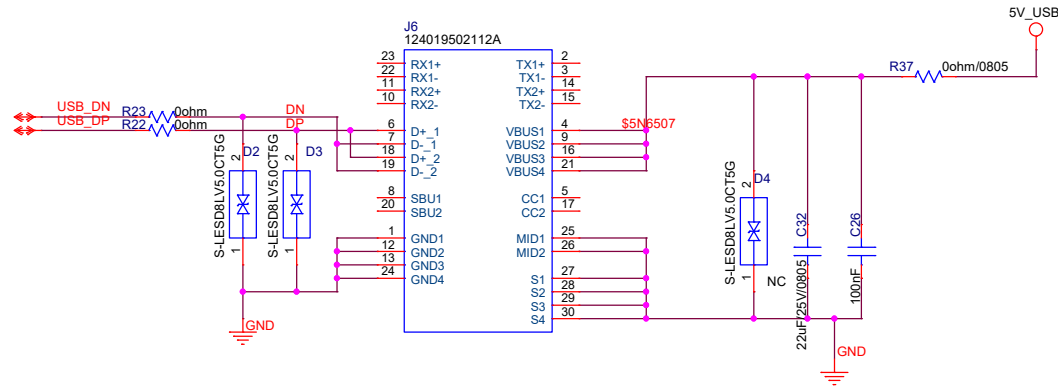 5V_USB
J6
124019502112A
23 RX1+ TX1+ 2
22 RX1- TX1- 3
11 RX2+ TX2+ 14
10 RX2- TX2- 15
R37 0ohm/0805
USB_DN R23 0ohm DN
USB_DP R22 0ohm DP
6 D+_1 VBUS1 4 $5N6507
7 D-_1 VBUS2 9
18 D+_2 VBUS3 16
19 D-_2 VBUS4 21
2 D2 2 D3
S-LESD8LV5.0CT5G
S-LESD8LV5.0CT5G
1 1
8 SBU1 CC1 5
20 SBU2 CC2 17
1 GND1 MID1 25
12 GND2 MID2 26
13 GND3 S1 27
24 GND4 S2 28
S3 29
S4 30
2 D4
S-LESD8LV5.0CT5G
1 NC
C32
22uF/25V/0805
C26
100nF
GND
GND